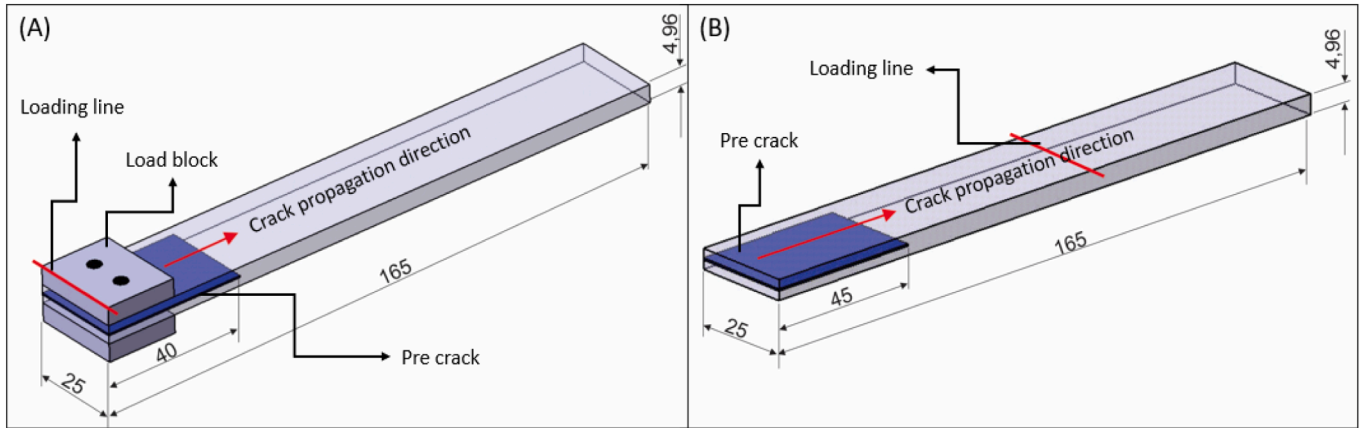 (A)
4,96
Loading line
Load block
Crack propagation direction
165
40
25
Pre crack
(B)
4,96
Loading line
Pre crack
Crack propagation direction
165
45
25